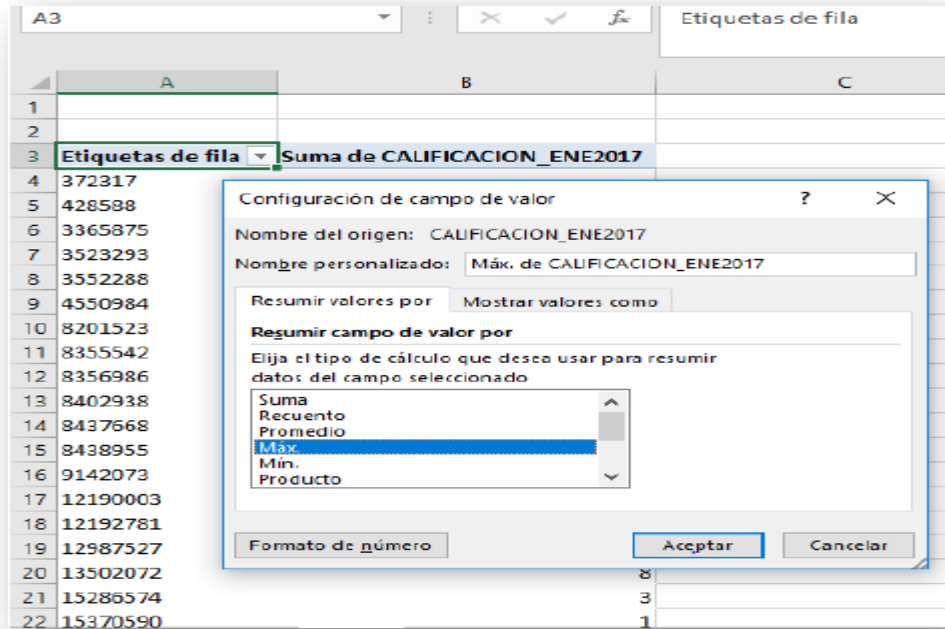 A3 fx Etiquetas de fila
A B C
1
2
3 Etiquetas de fila Suma de CALIFICACION_ENE2017
4 372317
5 428588
6 3365875
7 3523293
8 3552288
9 4550984
10 8201523
11 8355542
12 8356986
13 8402938
14 8437668
15 8438955
16 9142073
17 12190003
18 12192781
19 12987527
20 13502072 8
21 15286574 3
22 15370590 1
Configuración de campo de valor ? ×
Nombre del origen: CALIFICACION_ENE2017
Nombre personalizado: Máx. de CALIFICACION_ENE2017
Resumir valores por Mostrar valores como
Resumir campo de valor por
Elija el tipo de cálculo que desea usar para resumir
datos del campo seleccionado
Suma
Recuento
Promedio
Máx.
Mín.
Producto
Formato de número Aceptar Cancelar